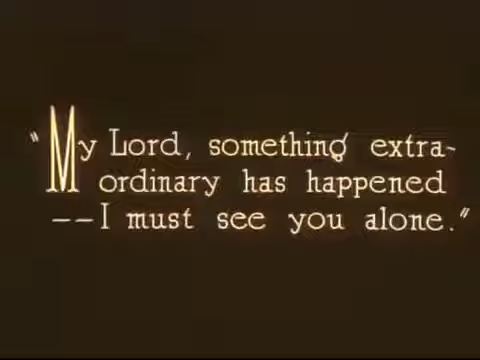 "My Lord, something extra-
ordinary has happened
--I must see you alone."